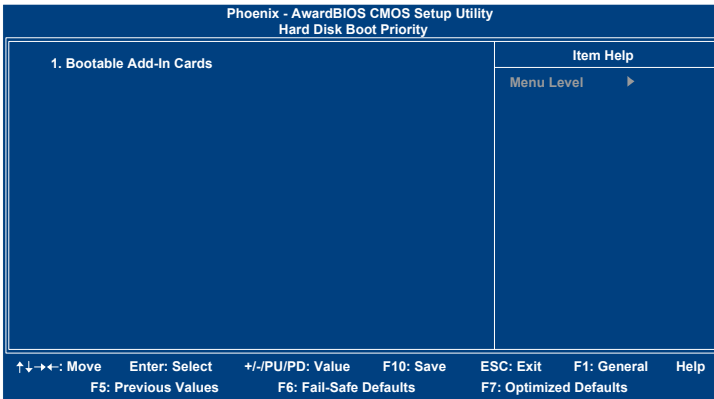 Phoenix - AwardBIOS CMOS Setup Utility
Hard Disk Boot Priority
1. Bootable Add-In Cards
Item Help
Menu Level ▶
↑↓→←: Move Enter: Select +/-/PU/PD: Value F10: Save ESC: Exit F1: General Help
F5: Previous Values F6: Fail-Safe Defaults F7: Optimized Defaults